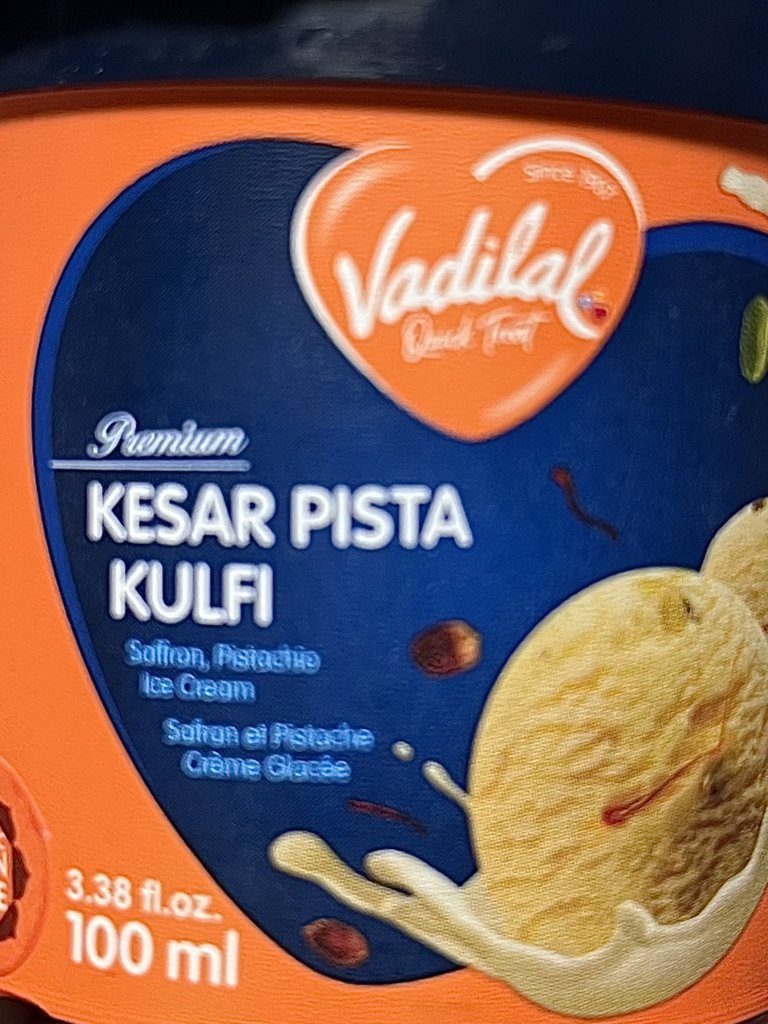 since 1907
Vadilal
Quick Treat
Premium
KESAR PISTA
KULFI
Saffron, Pistachio
Ice Cream
Safran et Pistache
Crème Glacée
3.38 fl.oz.
100 ml